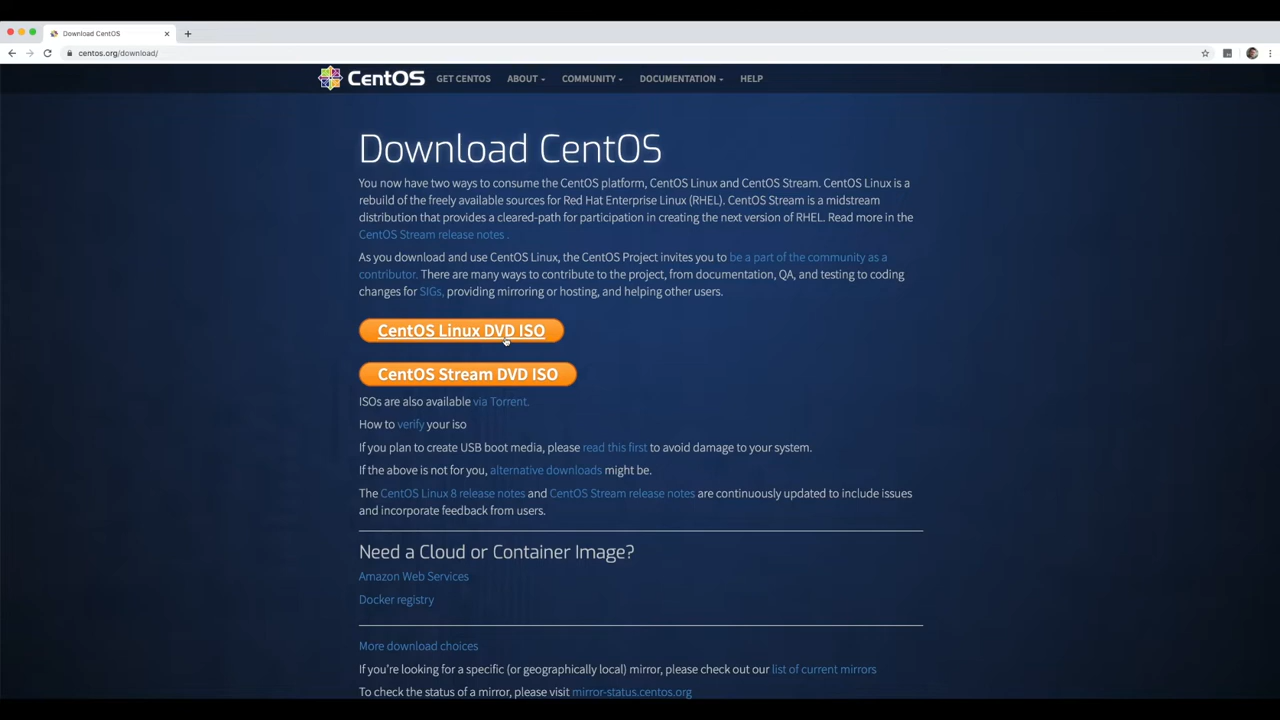 Download CentOS
centos.org/download/
CentOS GET CENTOS ABOUT COMMUNITY DOCUMENTATION HELP
Download CentOS
You now have two ways to consume the CentOS platform, CentOS Linux and CentOS Stream. CentOS Linux is a
rebuild of the freely available sources for Red Hat Enterprise Linux (RHEL). CentOS Stream is a midstream
distribution that provides a cleared-path for participation in creating the next version of RHEL. Read more in the
CentOS Stream release notes .
As you download and use CentOS Linux, the CentOS Project invites you to be a part of the community as a
contributor. There are many ways to contribute to the project, from documentation, QA, and testing to coding
changes for SIGs, providing mirroring or hosting, and helping other users.
CentOS Linux DVD ISO
CentOS Stream DVD ISO
ISOs are also available via Torrent.
How to verify your iso
If you plan to create USB boot media, please read this first to avoid damage to your system.
If the above is not for you, alternative downloads might be.
The CentOS Linux 8 release notes and CentOS Stream release notes are continuously updated to include issues
and incorporate feedback from users.
Need a Cloud or Container Image?
Amazon Web Services
Docker registry
More download choices
If you're looking for a specific (or geographically local) mirror, please check out our list of current mirrors
To check the status of a mirror, please visit mirror-status.centos.org